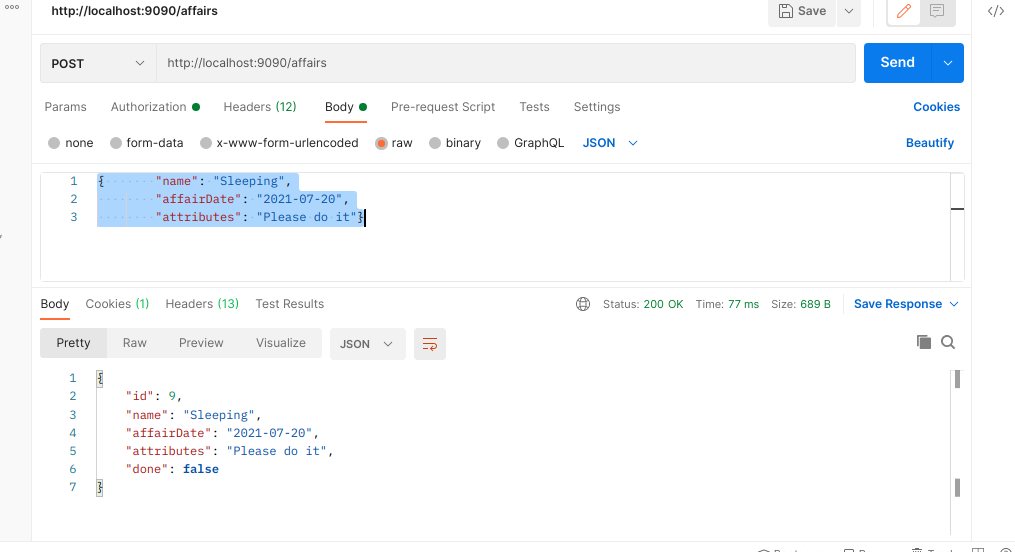 http://localhost:9090/affairs
Save
POST http://localhost:9090/affairs Send
Params Authorization Headers (12) Body Pre-request Script Tests Settings Cookies
none form-data x-www-form-urlencoded raw binary GraphQL JSON Beautify
1 { "name": "Sleeping",
2 "affairDate": "2021-07-20",
3 "attributes": "Please do it"}
Body Cookies (1) Headers (13) Test Results Status: 200 OK Time: 77 ms Size: 689 B Save Response
Pretty Raw Preview Visualize JSON
1 {
2 "id": 9,
3 "name": "Sleeping",
4 "affairDate": "2021-07-20",
5 "attributes": "Please do it",
6 "done": false
7 }